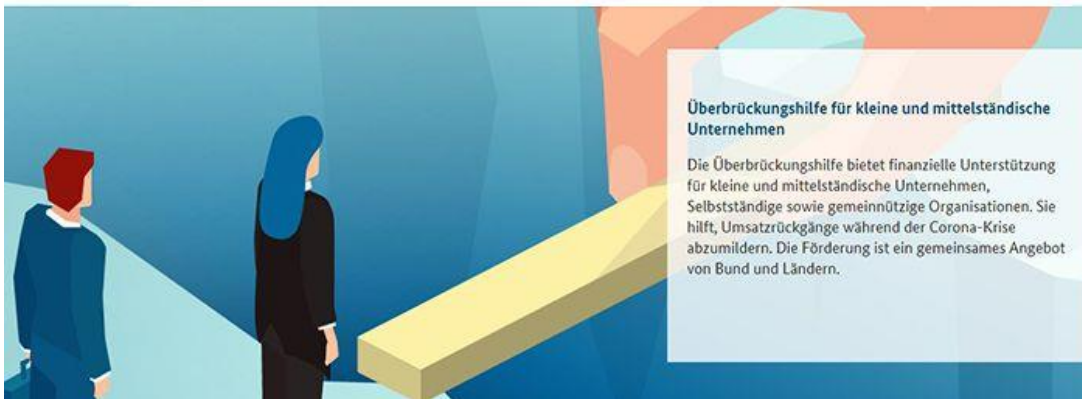 Überbrückungshilfe für kleine und mittelständische
Unternehmen
Die Überbrückungshilfe bietet finanzielle Unterstützung
für kleine und mittelständische Unternehmen,
Selbstständige sowie gemeinnützige Organisationen. Sie
hilft, Umsatzrückgänge während der Corona-Krise
abzumildern. Die Förderung ist ein gemeinsames Angebot
von Bund und Ländern.